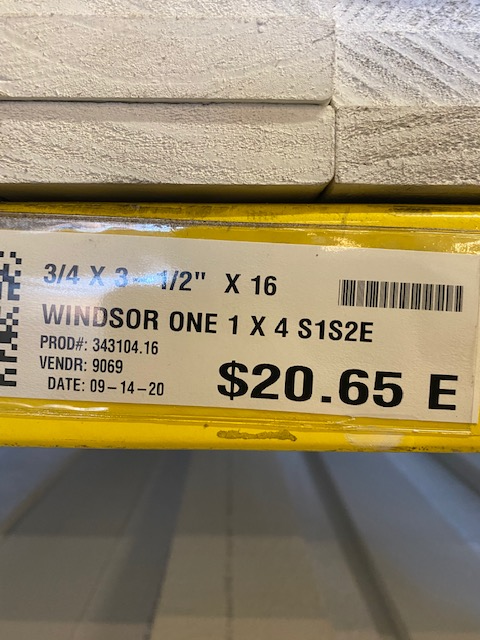 3/4 X 3-1/2" X 16
WINDSOR ONE 1 X 4 S1S2E
PROD#: 343104.16
VENDR: 9069
DATE: 09-14-20
$20.65 E